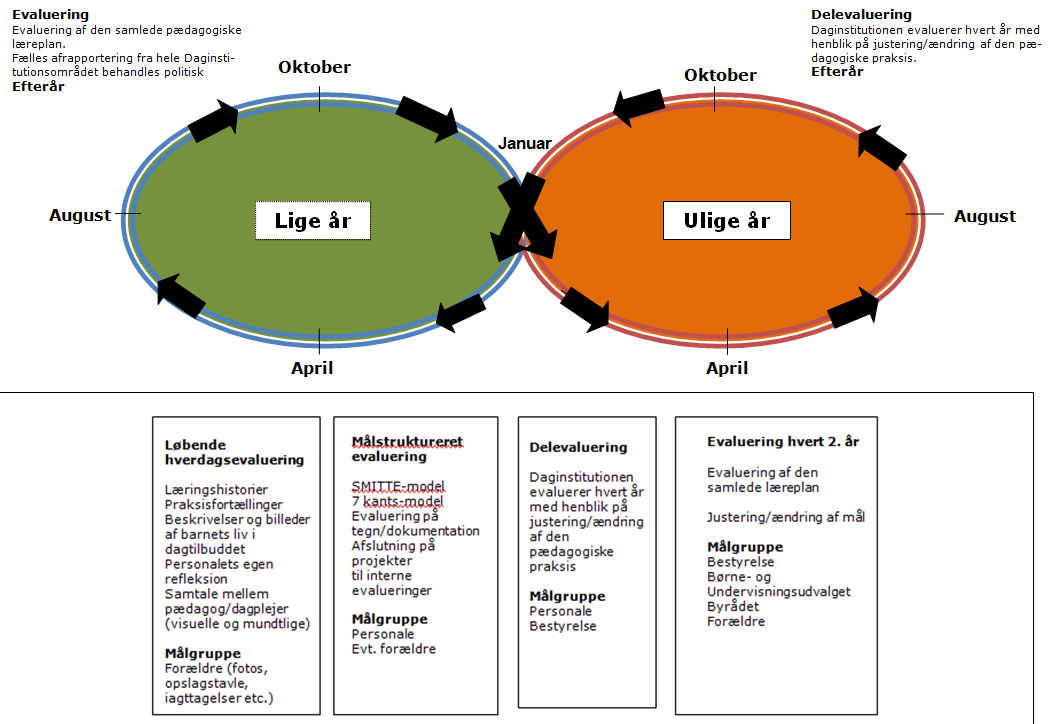 Evaluering
Evaluering af den samlede pædagogiske
læreplan.
Fælles afrapportering fra hele Daginsti-
tutionsområdet behandles politisk
Efterår
Delevaluering
Daginstitutionen evaluerer hvert år med
henblik på justering/ændring af den pæ-
dagogiske praksis.
Efterår
Oktober
Oktober
Januar
August
Lige år
Ulige år
August
April
April
Løbende
hverdagsevaluering
Læringshistorier
Praksisfortællinger
Beskrivelser og billeder
af barnets liv i
dagtilbuddet
Personalets egen
refleksion
Samtale mellem
pædagog/dagplejer
(visuelle og mundtlige)
Målgruppe
Forældre (fotos,
opslagstavle,
iagttagelser etc.)
Målstruktureret
evaluering
SMITTE-model
7 kants-model
Evaluering på
tegn/dokumentation
Afslutning på
projekter
til interne
evalueringer
Målgruppe
Personale
Evt. forældre
Delevaluering
Daginstitutionen
evaluerer hvert år
med henblik på
justering/ændring
af den
pædagogiske
praksis
Målgruppe
Personale
Bestyrelse
Evaluering hvert 2. år
Evaluering af den
samlede læreplan
Justering/ændring af mål
Målgruppe
Bestyrelse
Børne- og
Undervisningsudvalget
Byrådet
Forældre